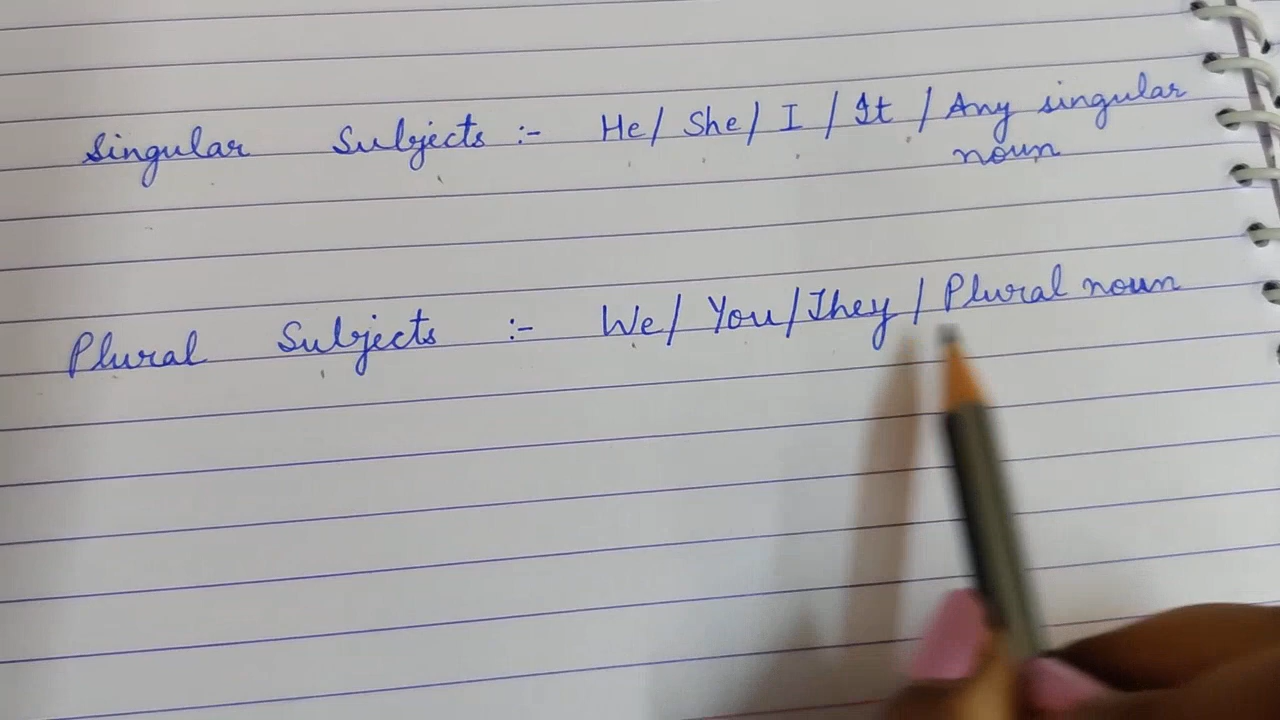 Singular Subjects :- He/ She/ I / It / Any singular
noun
Plural Subjects :- We/ You/They / Plural noun